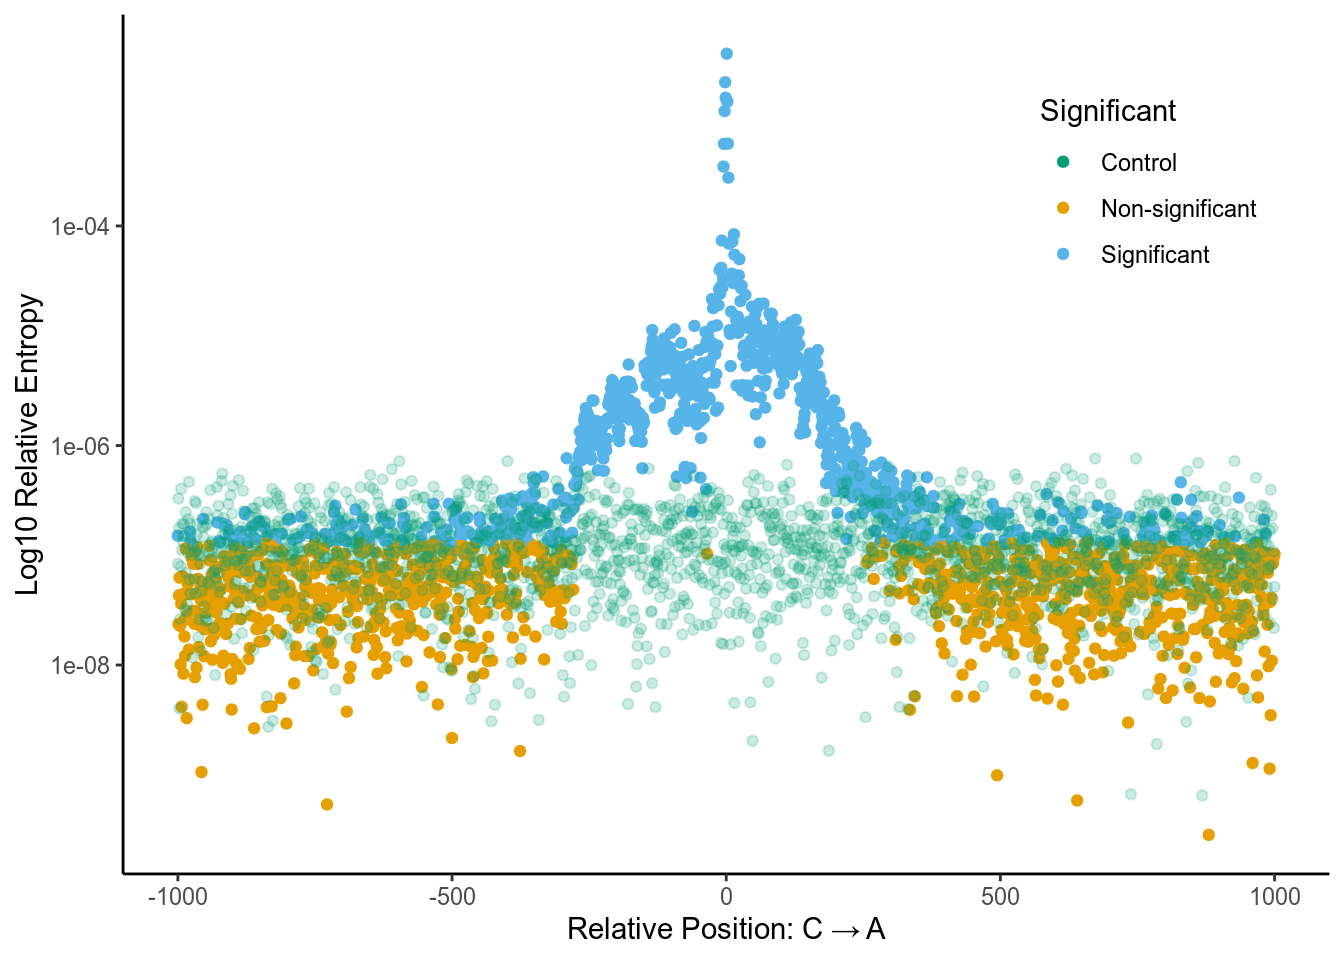 Significant
Control
Non-significant
Significant
Log10 Relative Entropy
1e-04
1e-06
1e-08
-1000
-500
0
500
1000
Relative Position: C → A